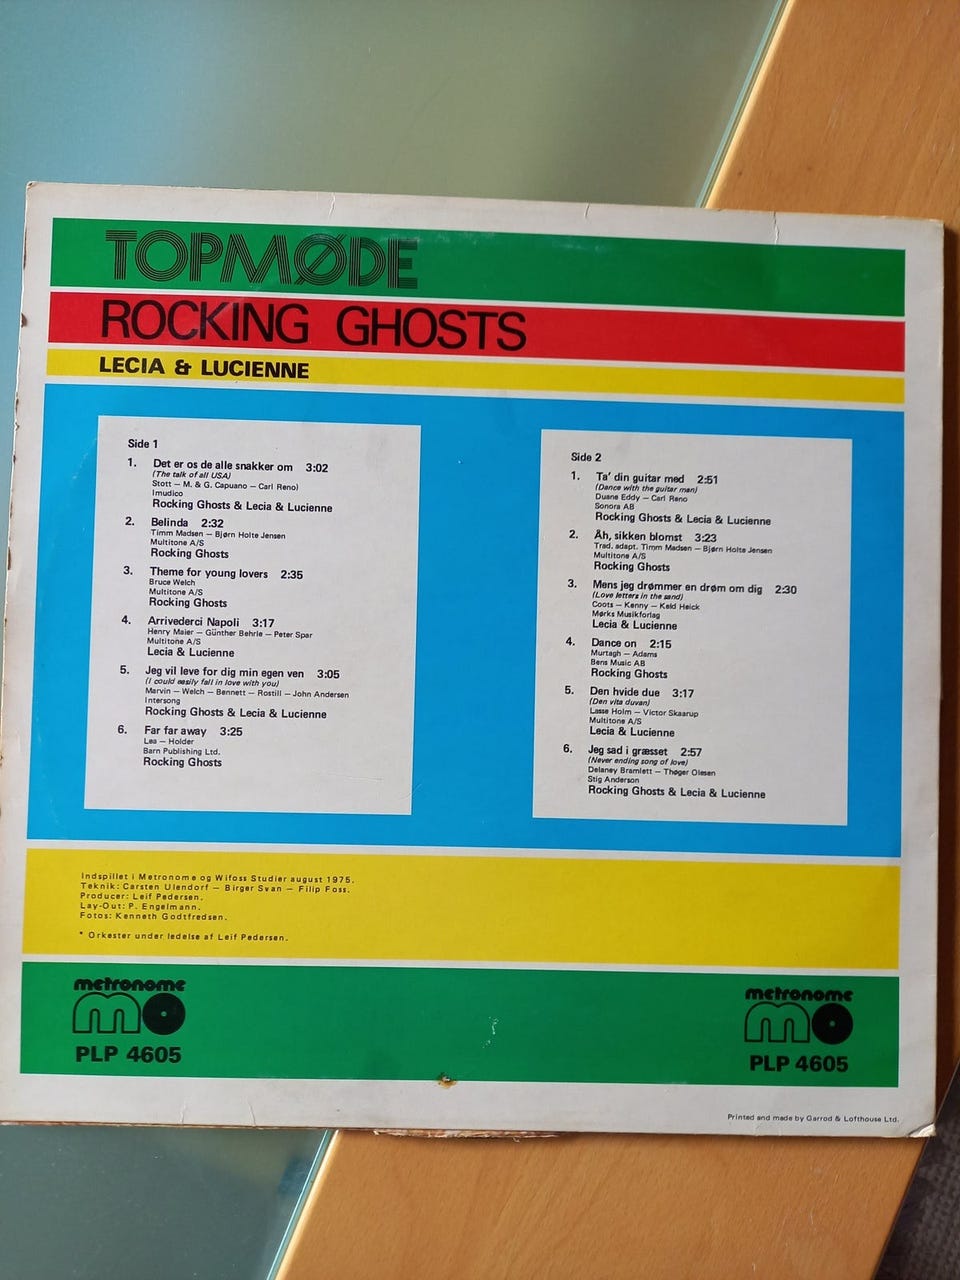 TOPMØDE
ROCKING GHOSTS
LECIA & LUCIENNE
Side 1
1. Det er os de alle snakker om 3:02
(The talk of all USA)
Stott – M. & G. Capuano – Carl Reno)
Imudico
Rocking Ghosts & Lecia & Lucienne
2. Belinda 2:32
Timm Madsen – Bjørn Holte Jensen
Multitone A/S
Rocking Ghosts
3. Theme for young lovers 2:35
Bruce Welch
Multitone A/S
Rocking Ghosts
4. Arrivederci Napoli 3:17
Henry Maier – Günther Behrle – Peter Spar
Multitone A/S
Lecia & Lucienne
5. Jeg vil leve for dig min egen ven 3:05
(I could easily fall in love with you)
Marvin – Welch – Bennett – Rostill – John Andersen
Intersong
Rocking Ghosts & Lecia & Lucienne
6. Far far away 3:25
Lea – Holder
Barn Publishing Ltd.
Rocking Ghosts
Side 2
1. Ta' din guitar med 2:51
(Dance with the guitar man)
Duane Eddy – Carl Reno
Sonora AB
Rocking Ghosts & Lecia & Lucienne
2. Åh, sikken blomst 3:23
Trad. adapt. Timm Madsen – Bjørn Holte Jensen
Multitone A/S
Rocking Ghosts
3. Mens jeg drømmer en drøm om dig 2:30
(Love letters in the sand)
Coots – Kenny – Keld Heick
Mørks Musikforlag
Lecia & Lucienne
4. Dance on 2:15
Murtagh – Adams
Bens Music AB
Rocking Ghosts
5. Den hvide due 3:17
(Den vita duvan)
Lasse Holm – Victor Skaarup
Multitone A/S
Lecia & Lucienne
6. Jeg sad i græsset 2:57
(Never ending song of love)
Delaney Bramlett – Thøger Olesen
Stig Anderson
Rocking Ghosts & Lecia & Lucienne
Indspillet i Metronome og Wifoss Studier august 1975.
Teknik: Carsten Ulendorf – Birger Svan – Filip Foss.
Producer: Leif Pedersen.
Lay-Out: P. Engelmann.
Fotos: Kenneth Godtfredsen.
* Orkester under ledelse af Leif Pedersen.
metronome
mo
PLP 4605
metronome
mo
PLP 4605
Printed and made by Garrod & Lofthouse Ltd.